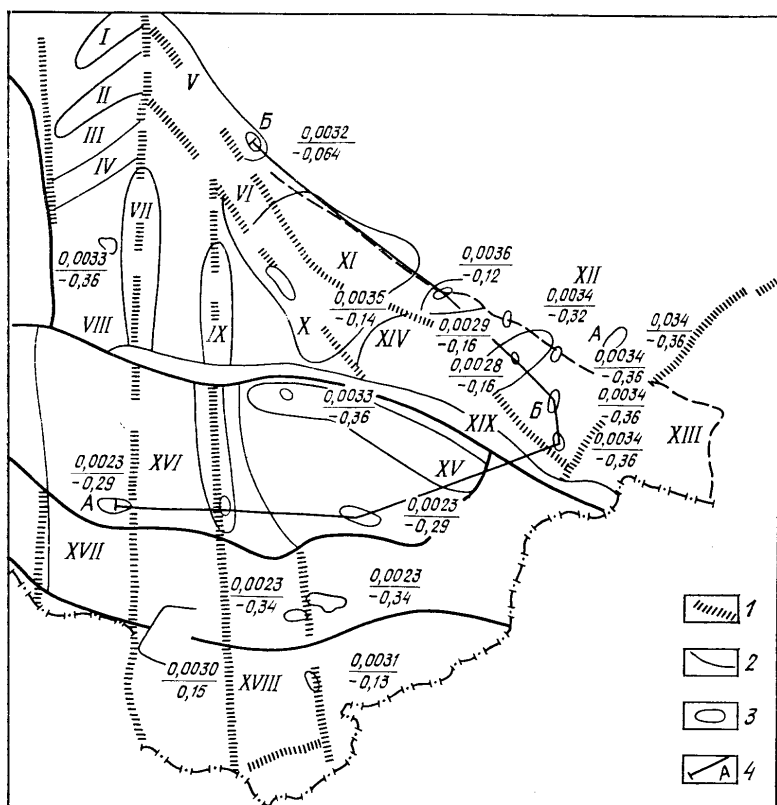 I
II
III
IV
V
Б
0,0032
-0,064
VI
VII
0,0033
-0,36
VIII
IX
X
XI
0,0035
-0,14
0,0036
-0,12
XII
0,0034
-0,32
А
0,034
-0,36
0,0034
-0,36
0,0029
-0,16
XIV
0,0028
-0,16
0,0034
-0,36
Б
0,0034
-0,36
XIII
0,0033
-0,36
XIX
XV
XVI
0,0023
-0,29
А
0,0023
-0,29
XVII
0,0023
-0,34
0,0023
-0,34
0,0030
0,15
XVIII
0,0031
-0,13
1
2
3
А 4